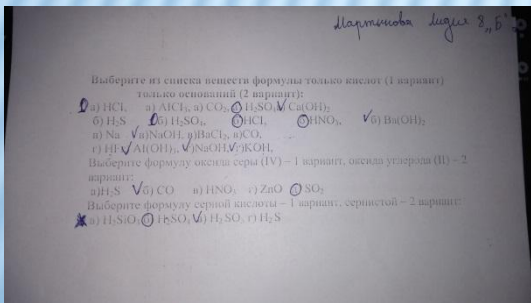 Мартынова Лидия 8 „Б"
Выберите из списка веществ формулы только кислот (1 вариант)
только оснований (2 вариант):
а) HCl, а) AlCl₃, а) CO₂, а) H₂SO₄ Ca(OH)₂
б) H₂S б) H₂SO₄, б) HCl, б) HNO₃, б) Ba(OH)₂
в) Na в) NaOH, в) BaCl₂, в) CO,
г) HF Al(OH)₃, г) NaOH, г) KOH,
Выберите формулу оксида серы (IV) – 1 вариант, оксида углерода (II) – 2
вариант:
а) H₂S б) CO в) HNO₃ г) ZnO SO₂
Выберите формулу серной кислоты – 1 вариант, сернистой – 2 вариант:
а) H₂SiO₃ б) H₂SO₄ в) H₂SO₃ г) H₂S